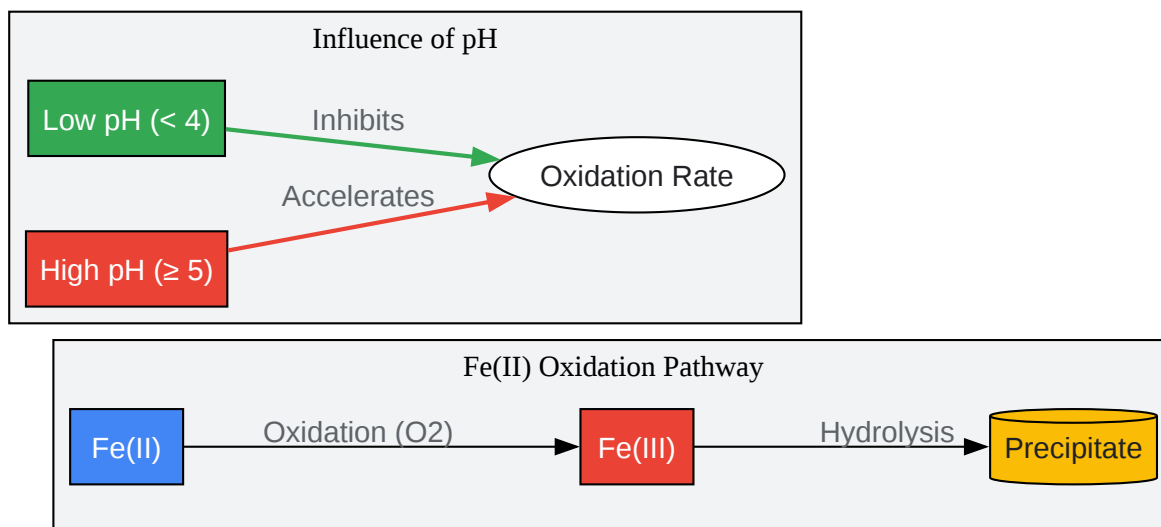 Influence of pH
Low pH (< 4)
Inhibits
Oxidation Rate
Accelerates
High pH (≥ 5)
Fe(II) Oxidation Pathway
Fe(II)
Oxidation (O2)
Fe(III)
Hydrolysis
Precipitate